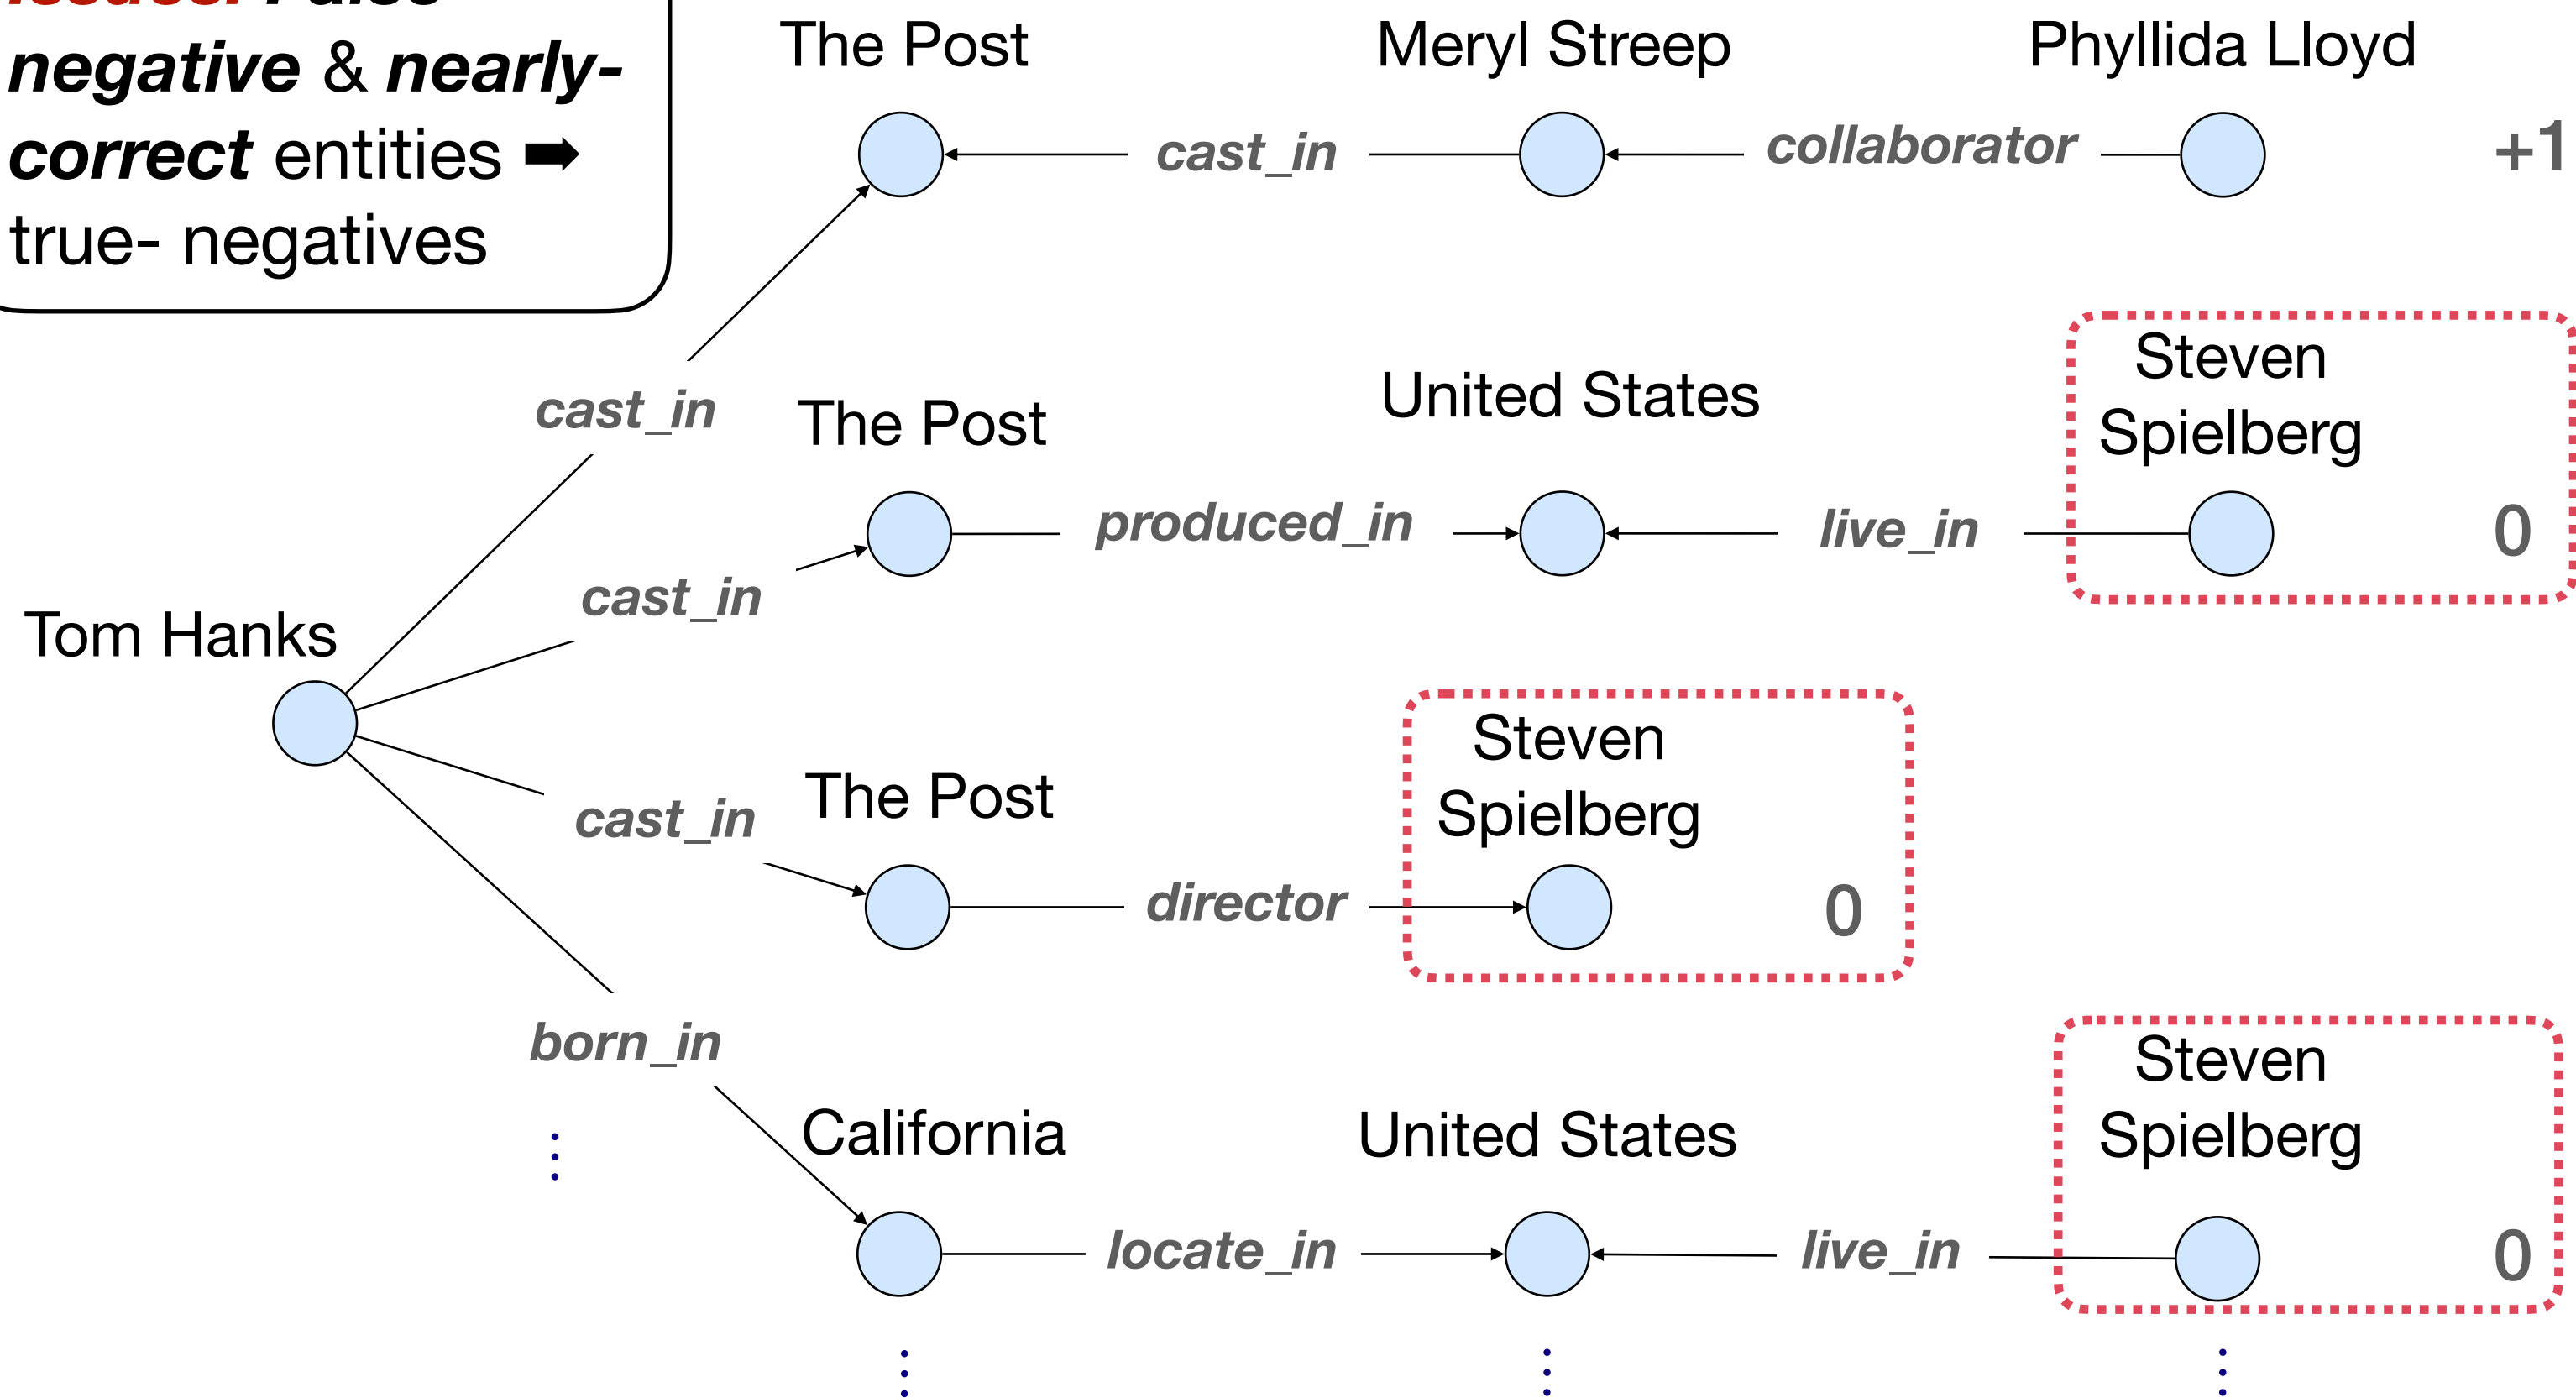 negative & nearly-
correct entities ➡
true- negatives
The Post
Meryl Streep
Phyllida Lloyd
cast_in
collaborator
+1
cast_in
The Post
United States
Steven
Spielberg
produced_in
live_in
0
cast_in
Tom Hanks
The Post
Steven
Spielberg
cast_in
director
0
born_in
California
United States
Steven
Spielberg
locate_in
live_in
0